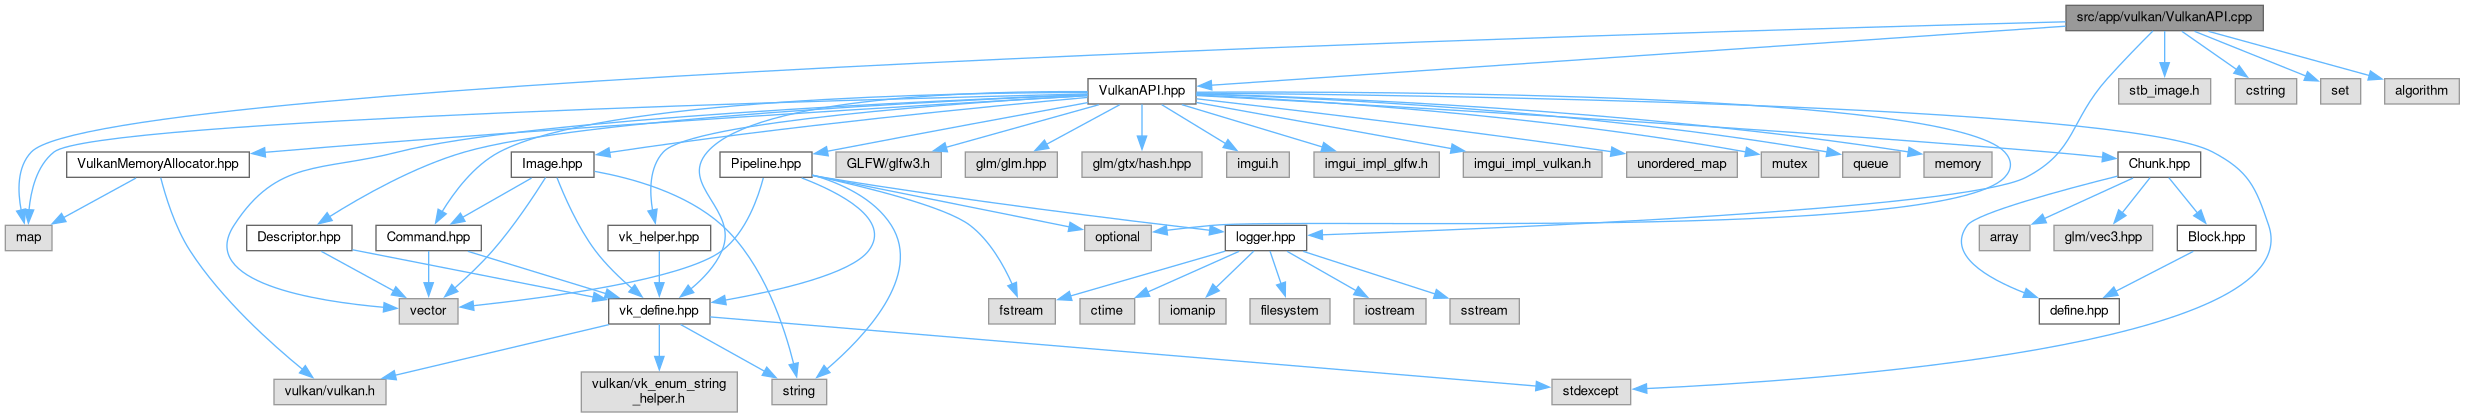 src/app/vulkan/VulkanAPI.cpp
VulkanAPI.hpp
stb_image.h
cstring
set
algorithm
VulkanMemoryAllocator.hpp
Image.hpp
Pipeline.hpp
GLFW/glfw3.h
glm/glm.hpp
glm/gtx/hash.hpp
imgui.h
imgui_impl_glfw.h
imgui_impl_vulkan.h
unordered_map
mutex
queue
memory
Chunk.hpp
map
Descriptor.hpp
Command.hpp
vk_helper.hpp
optional
logger.hpp
array
glm/vec3.hpp
Block.hpp
vector
vk_define.hpp
fstream
ctime
iomanip
filesystem
iostream
sstream
define.hpp
vulkan/vulkan.h
vulkan/vk_enum_string
_helper.h
string
stdexcept